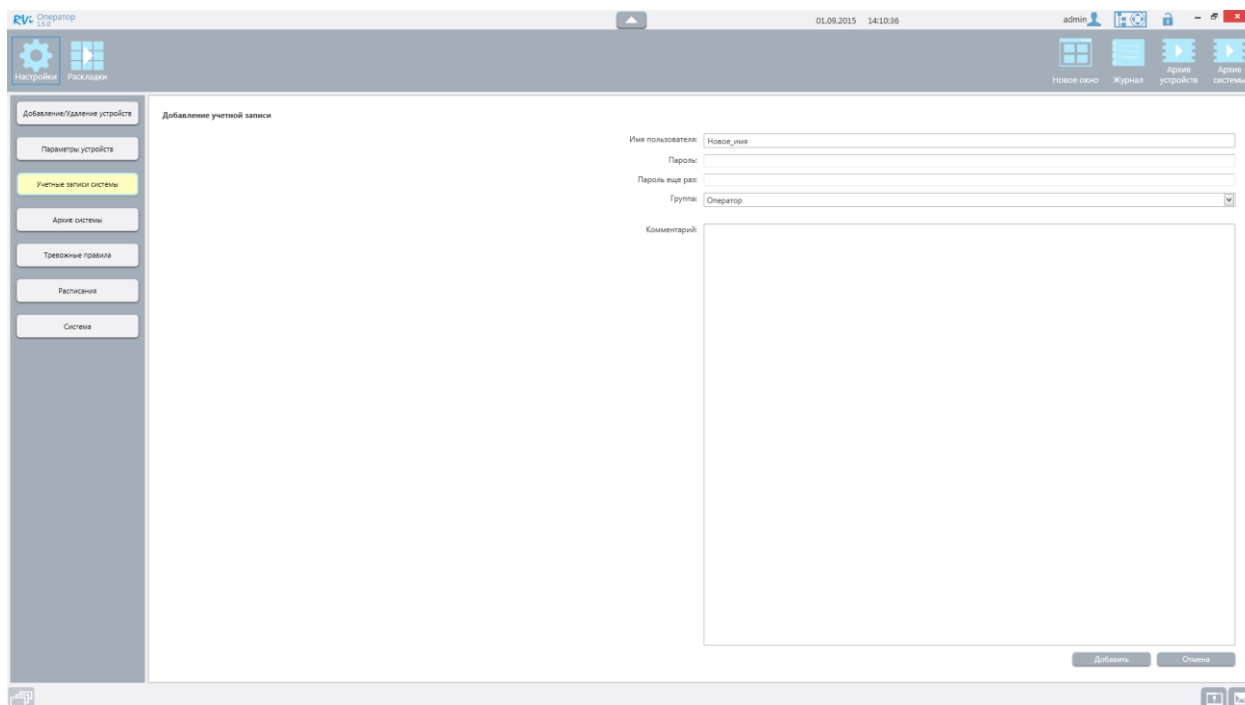 RVi Оператор
1.5.0
01.09.2015 14:10:36
admin
Настройки
Раскладки
Новое окно
Журнал
Архив
устройств
Архив
системы
Добавление/Удаление устройств
Параметры устройств
Учетные записи системы
Архив системы
Тревожные правила
Расписания
Система
Добавление учетной записи
Имя пользователя: Новое_имя
Пароль:
Пароль еще раз:
Группа: Оператор
Комментарий:
Добавить
Отмена